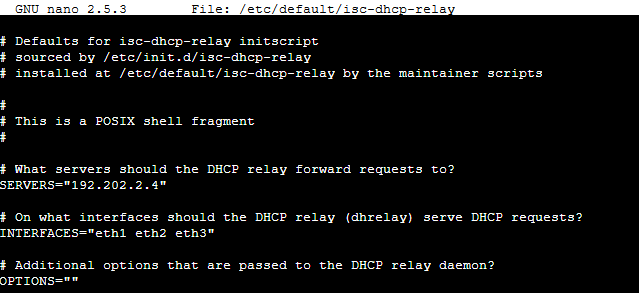 GNU nano 2.5.3 File: /etc/default/isc-dhcp-relay
# Defaults for isc-dhcp-relay initscript
# sourced by /etc/init.d/isc-dhcp-relay
# installed at /etc/default/isc-dhcp-relay by the maintainer scripts
#
# This is a POSIX shell fragment
#
# What servers should the DHCP relay forward requests to?
SERVERS="192.202.2.4"
# On what interfaces should the DHCP relay (dhrelay) serve DHCP requests?
INTERFACES="eth1 eth2 eth3"
# Additional options that are passed to the DHCP relay daemon?
OPTIONS=""